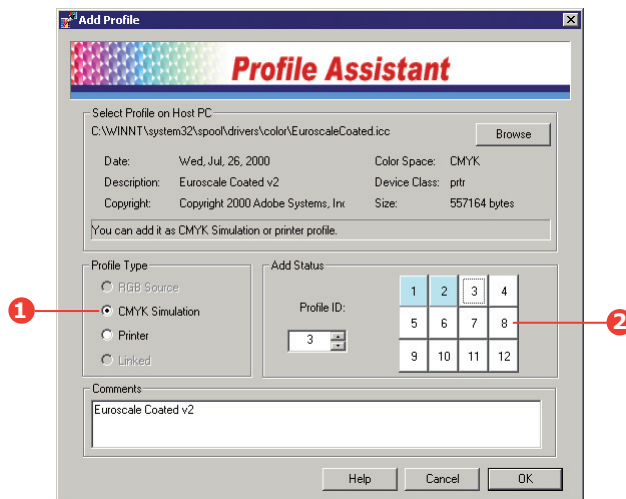 Add Profile
Profile Assistant
Select Profile on Host PC
C:\WINNT\system32\spool\drivers\color\EuroscaleCoated.icc
Browse
Date: Wed, Jul, 26, 2000 Color Space: CMYK
Description: Euroscale Coated v2 Device Class: prtr
Copyright: Copyright 2000 Adobe Systems, Inc Size: 557164 bytes
You can add it as CMYK Simulation or printer profile.
Profile Type
RGB Source
CMYK Simulation
Printer
Linked
1
Add Status
Profile ID:
3
1 2 3 4
5 6 7 8
9 10 11 12
2
Comments
Euroscale Coated v2
Help Cancel OK